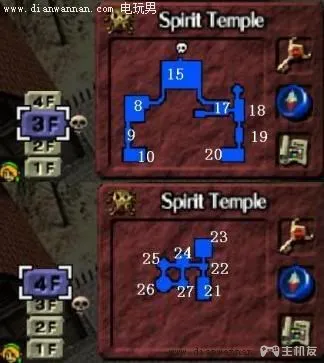 www.dianwannan.com 电玩男
Spirit Temple
15
8
17
18
9
19
10
20
4F
3F
2F
1F
Spirit Temple
23
24
25
22
26
27
21
4F
3F
2F
1F
主机友